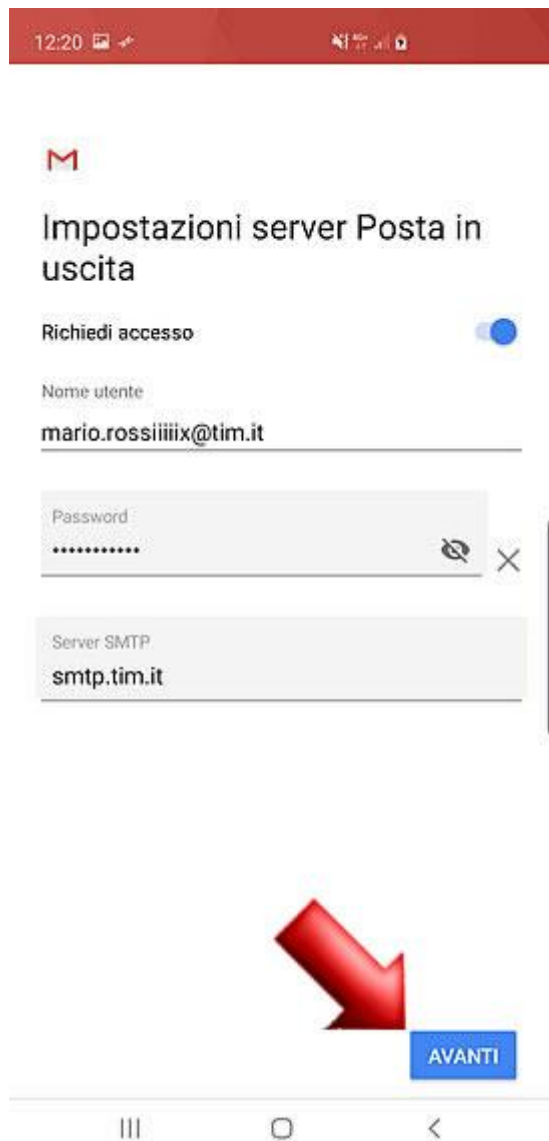 12:20
Impostazioni server Posta in
uscita
Richiedi accesso
Nome utente
mario.rossiiiiix@tim.it
Password
•••••••••••
Server SMTP
smtp.tim.it
AVANTI